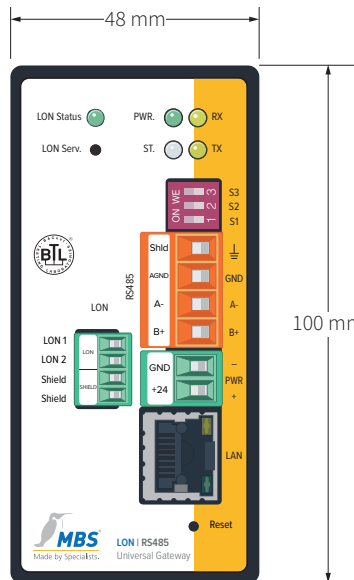 48 mm
LON Status
PWR.
RX
LON Serv.
ST.
TX
ON WE
1 2 3
S3
S2
S1
BTL
®
RS485
Shld
AGND
GND
A-
A-
B+
B+
LON
LON 1
LON 2
Shield
Shield
LON
SHIELD
GND
+24
–
PWR
+
100 mm
LAN
Reset
MBS®
Made by Specialists.
LON | RS485
Universal Gateway